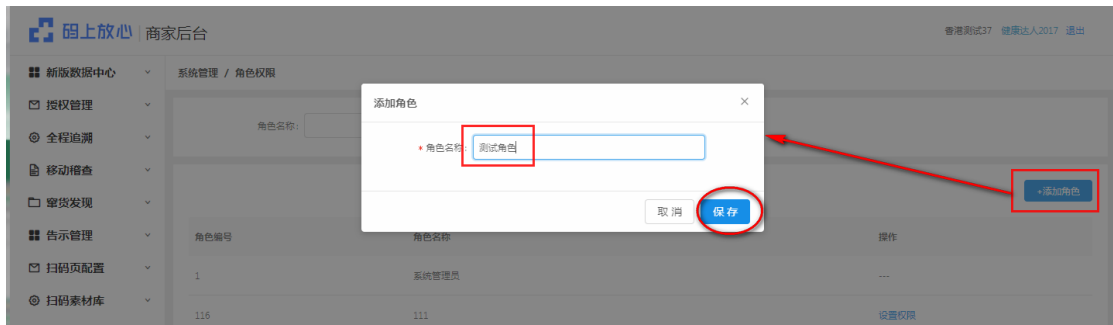 码上放心 商家后台
香港测试37 健康达人2017 退出
新版数据中心
系统管理 / 角色权限
授权管理
添加角色
全程追溯
角色名称:
* 角色名称: 测试角色
移动稽查
+添加角色
窜货发现
取 消 保 存
告示管理
角色编号 角色名称 操作
扫码页配置
1 系统管理员 ---
扫码素材库
116 111 设置权限